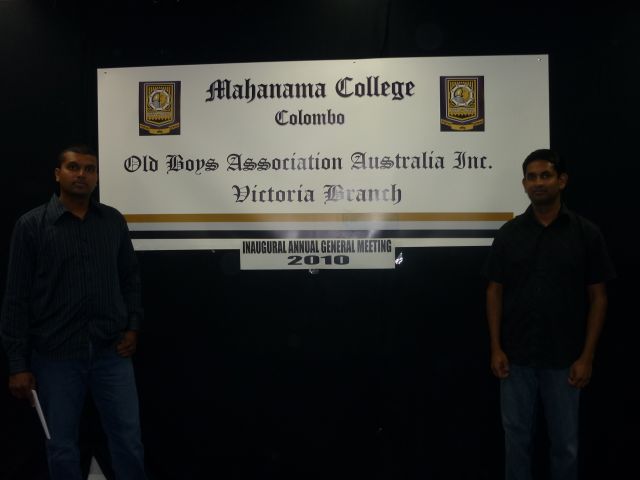 Mahanama College
Colombo
Old Boys Association Australia Inc.
Victoria Branch
INAUGURAL ANNUAL GENERAL MEETING
2010